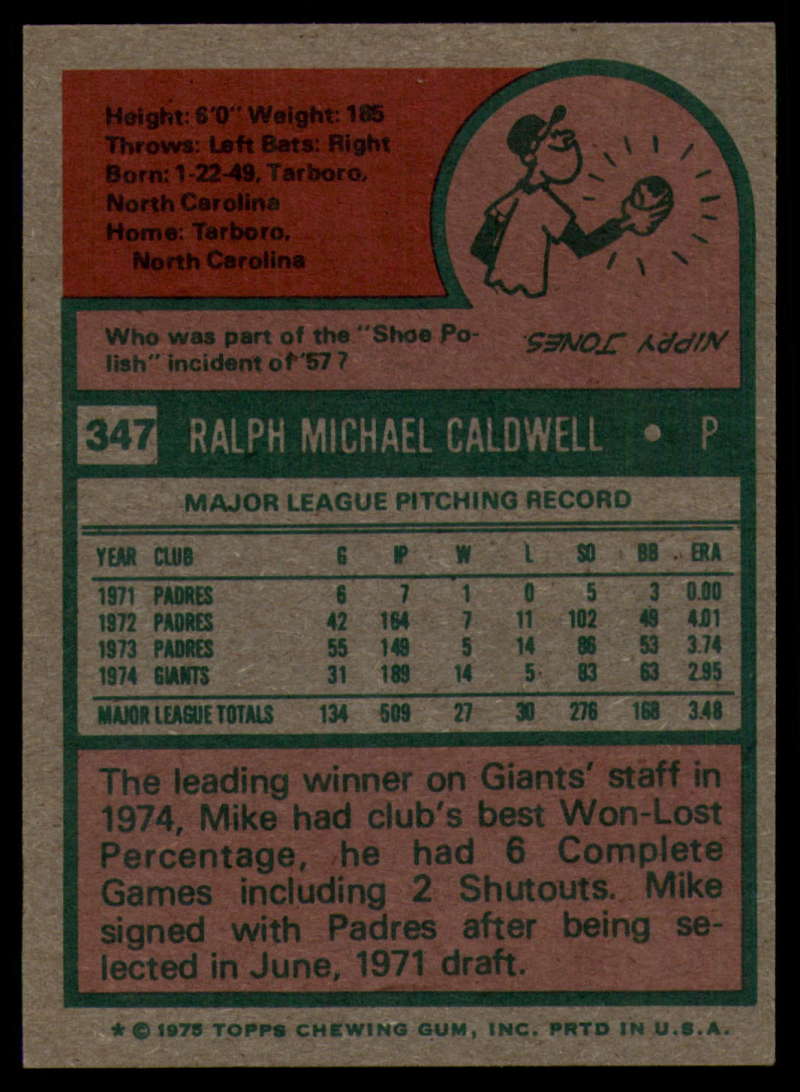 Height: 6'0" Weight: 185
Throws: Left Bats: Right
Born: 1-22-49, Tarboro,
North Carolina
Home: Tarboro,
North Carolina
Who was part of the "Shoe Po-
lish" incident of '57?
NIPPY JONES.
347 RALPH MICHAEL CALDWELL • P
MAJOR LEAGUE PITCHING RECORD
YEAR CLUB G IP W L SO BB ERA
1971 PADRES 6 7 1 0 5 3 0.00
1972 PADRES 42 164 7 11 102 49 4.01
1973 PADRES 55 149 5 14 86 53 3.74
1974 GIANTS 31 189 14 5 83 63 2.95
MAJOR LEAGUE TOTALS 134 509 27 30 276 168 3.48
The leading winner on Giants' staff in
1974, Mike had club's best Won-Lost
Percentage, he had 6 Complete
Games including 2 Shutouts. Mike
signed with Padres after being se-
lected in June, 1971 draft.
* © 1975 TOPPS CHEWING GUM, INC. PRTD IN U.S.A.